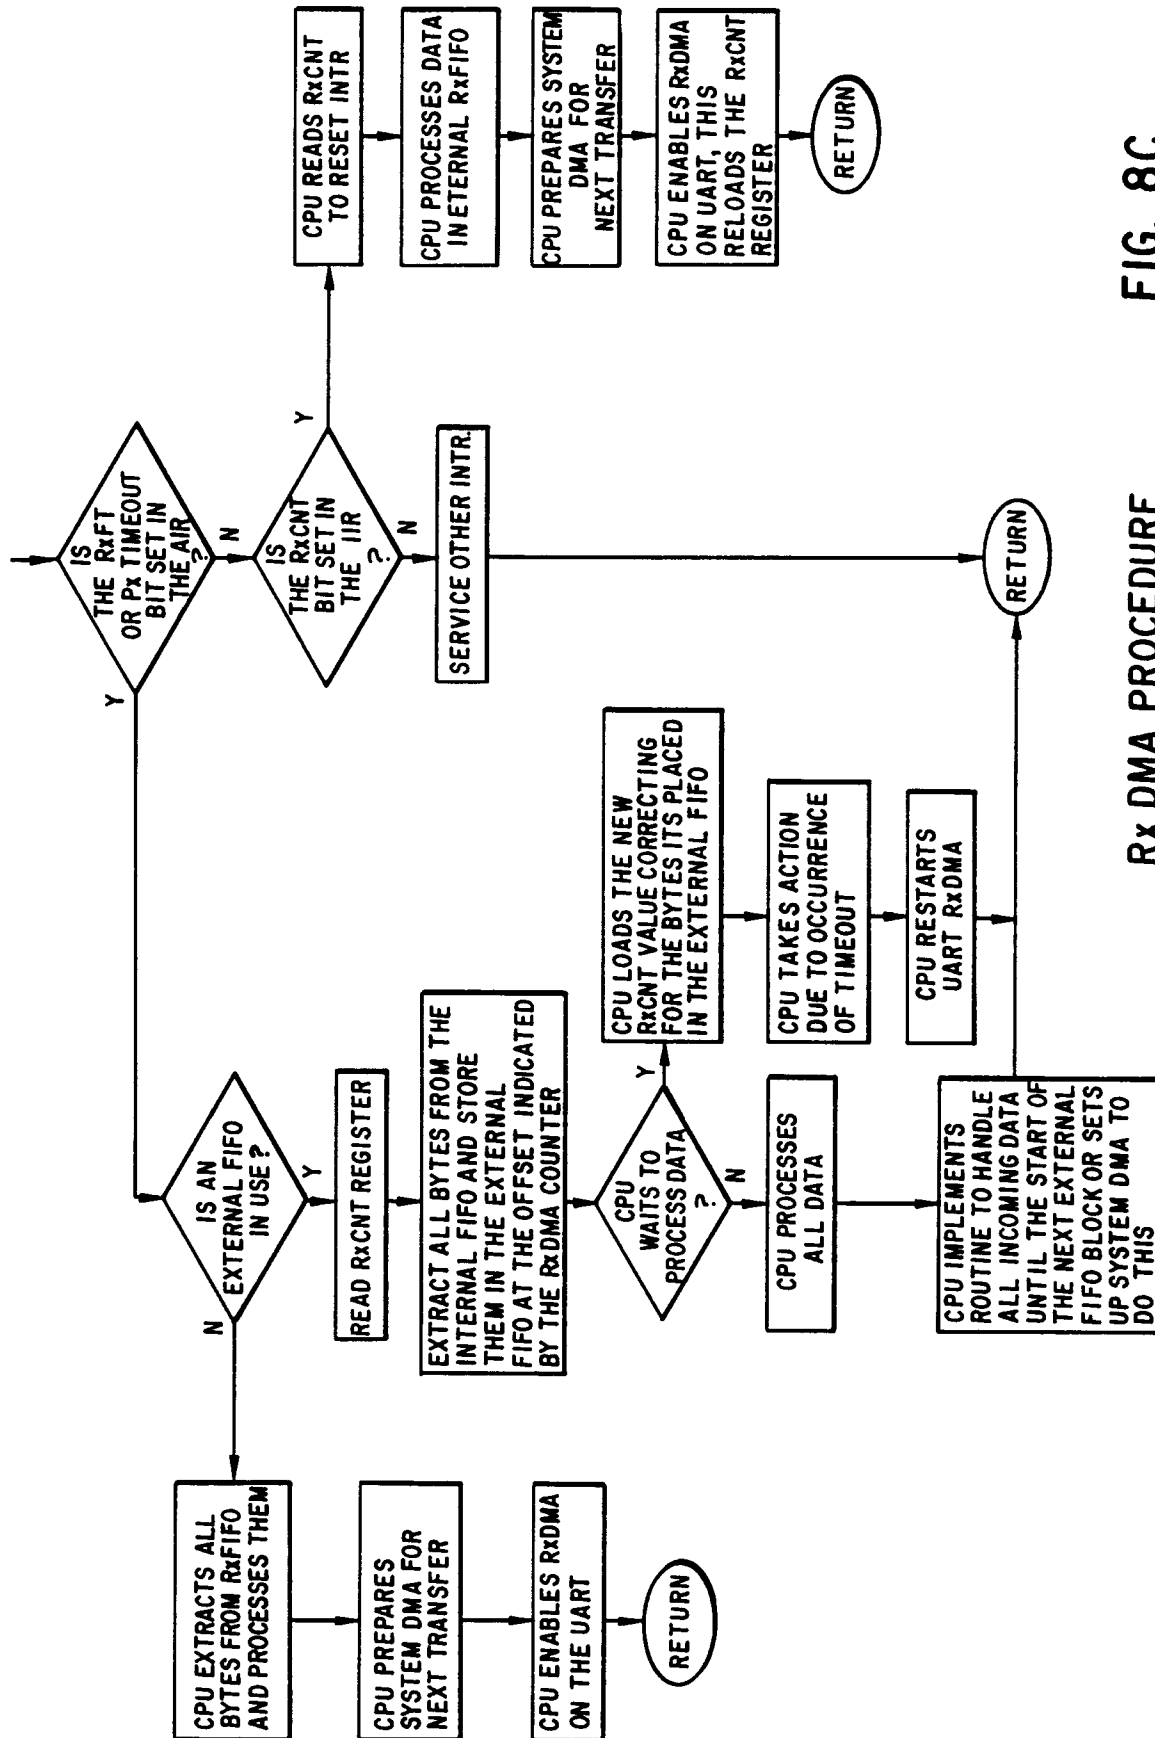 IS
THE RxFT
OR Px TIMEOUT
BIT SET IN
THE AIR
?
Y
N
IS
THE RxCNT
BIT SET IN
THE IIR
?
Y
N
CPU READS RxCNT
TO RESET INTR
CPU PROCESSES DATA
IN ETERNAL RxFIFO
CPU PREPARES SYSTEM
DMA FOR
NEXT TRANSFER
CPU ENABLES RxDMA
ON UART, THIS
RELOADS THE RxCNT
REGISTER
RETURN
SERVICE OTHER INTR.
RETURN
IS AN
EXTERNAL FIFO
IN USE?
N
Y
CPU EXTRACTS ALL
BYTES FROM RxFIFO
AND PROCESSES THEM
CPU PREPARES
SYSTEM DMA FOR
NEXT TRANSFER
CPU ENABLES RxDMA
ON THE UART
RETURN
READ RxCNT REGISTER
EXTRACT ALL BYTES FROM THE
INTERNAL FIFO AND STORE
THEM IN THE EXTERNAL
FIFO AT THE OFFSET INDICATED
BY THE RxDMA COUNTER
CPU
WAITS TO
PROCESS DATA
?
Y
N
CPU LOADS THE NEW
RxCNT VALUE CORRECTING
FOR THE BYTES ITS PLACED
IN THE EXTERNAL FIFO
CPU TAKES ACTION
DUE TO OCCURRENCE
OF TIMEOUT
CPU RESTARTS
UART RxDMA
CPU PROCESSES
ALL DATA
CPU IMPLEMENTS
ROUTINE TO HANDLE
ALL INCOMING DATA
UNTIL THE START OF
THE NEXT EXTERNAL
FIFO BLOCK OR SETS
UP SYSTEM DMA TO
DO THIS
Rx DMA PROCEDURE
FIG. 8C